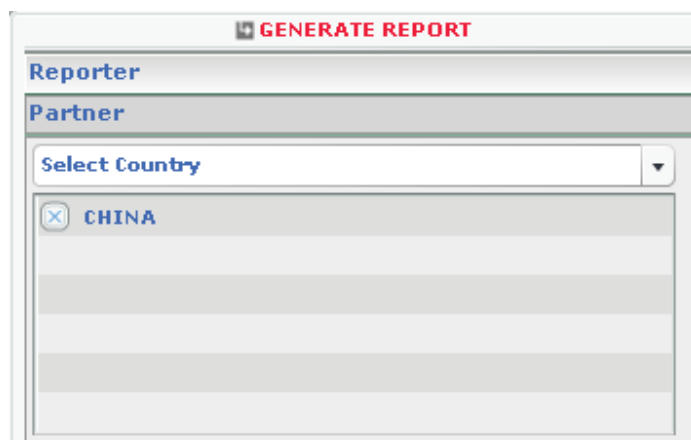 GENERATE REPORT
Reporter
Partner
Select Country
CHINA